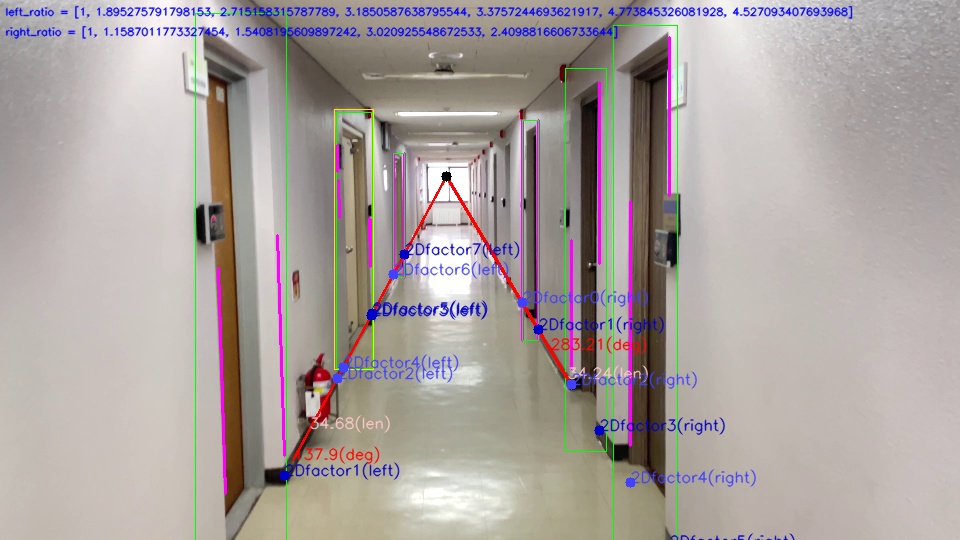 left_ratio = [1, 1.895275791798153, 2.715158315787789, 3.1850587638795544, 3.3757244693621917, 4.773845326081928, 4.527093407693968]
right_ratio = [1, 1.1587011773327454, 1.5408195609897242, 3.020925548672533, 2.4098816606733644]
2Dfactor7(left)
2Dfactor6(left)
2Dfactor0(right)
2Dfactor5(left)
2Dfactor1(right)
283.21(deg)
2Dfactor4(left)
34.24(len)
2Dfactor2(left)
2Dfactor2(right)
34.68(len)
2Dfactor3(right)
37.9(deg)
2Dfactor1(left)
2Dfactor4(right)
2Dfactor5(right)